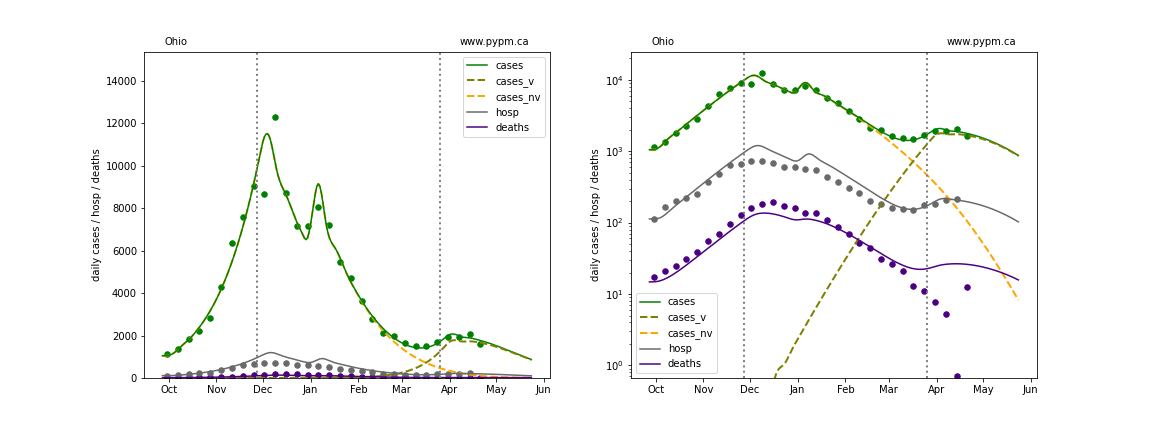 Ohio www.pypm.ca
daily cases / hosp / deaths
14000
12000
10000
8000
6000
4000
2000
0
Oct Nov Dec Jan Feb Mar Apr May Jun
cases
cases_v
cases_nv
hosp
deaths
Ohio www.pypm.ca
daily cases / hosp / deaths
10⁴
10³
10²
10¹
10⁰
Oct Nov Dec Jan Feb Mar Apr May Jun
cases
cases_v
cases_nv
hosp
deaths